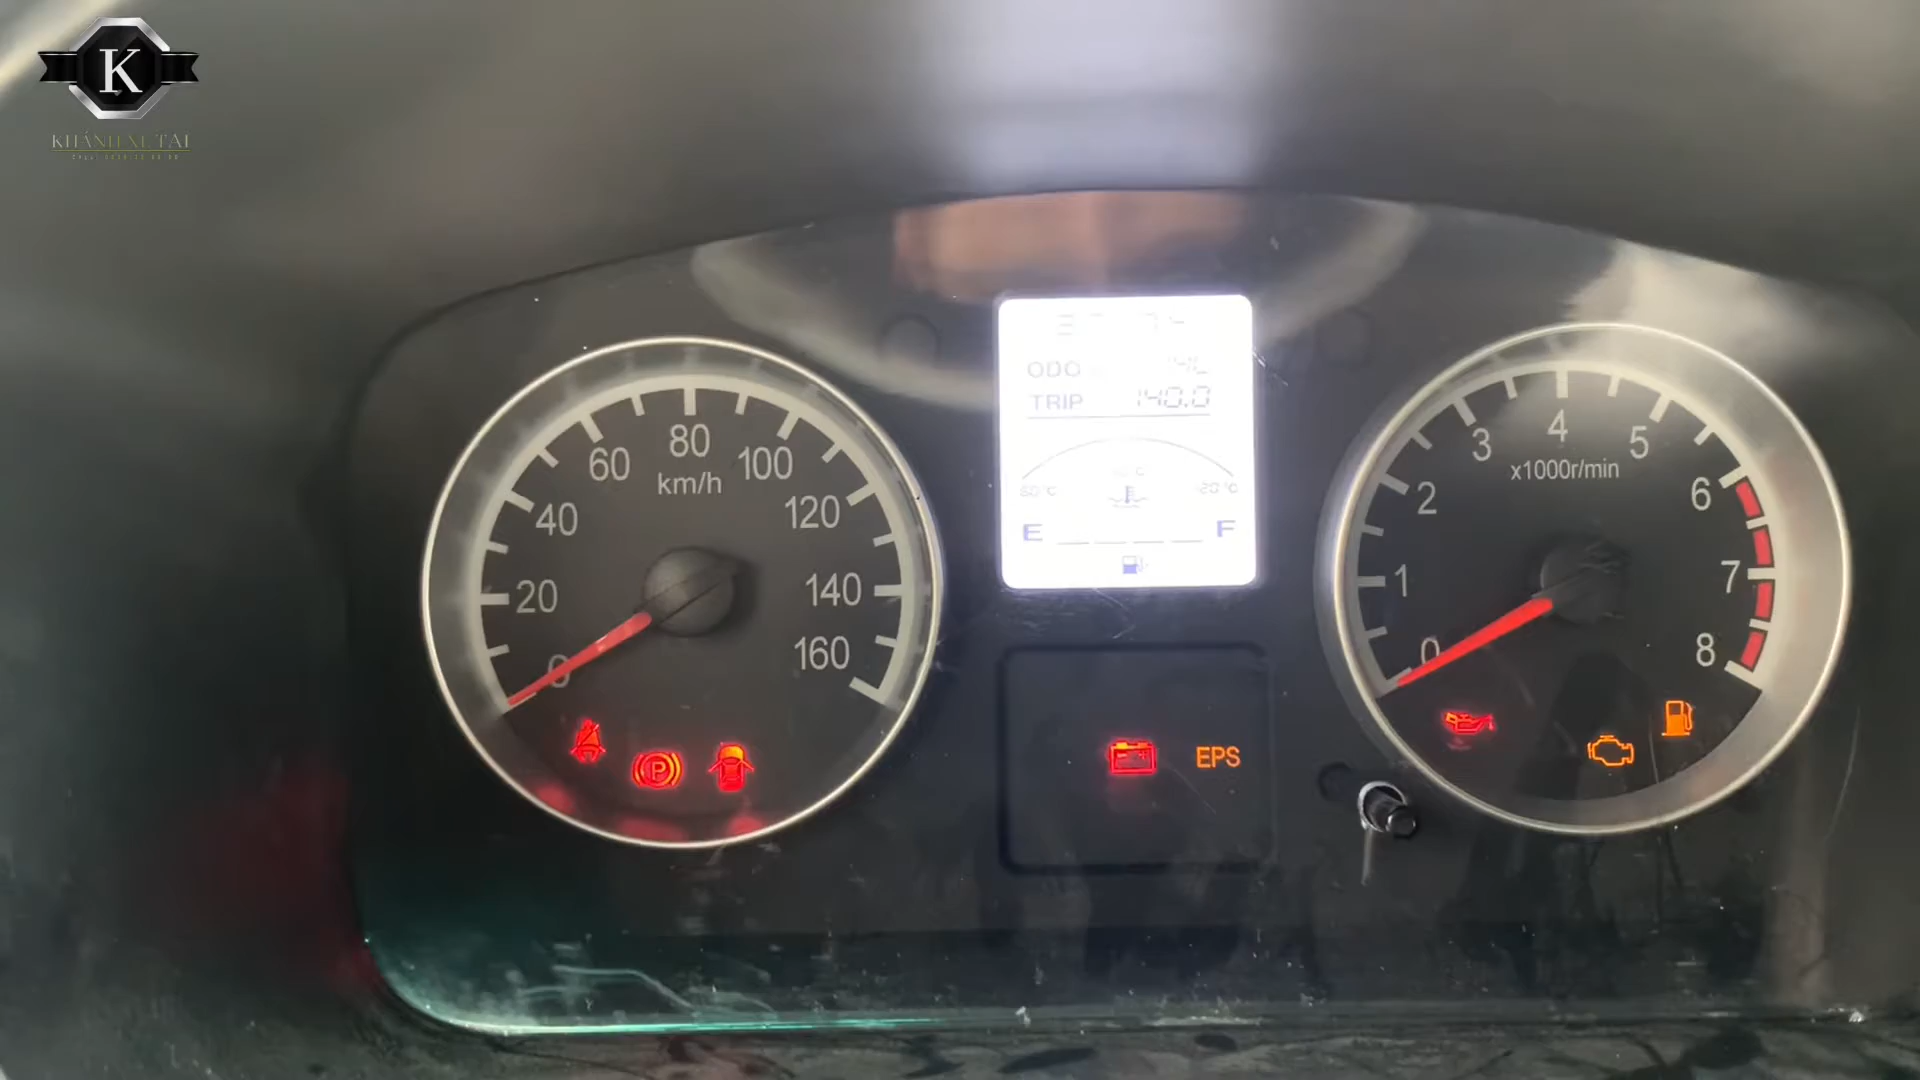 K
KHÁNH XE TẢI
ODO
TRIP 140.0
E F
0 20 40 60 80 100 120 140 160
km/h
0 1 2 3 4 5 6 7 8
x1000r/min
P
EPS